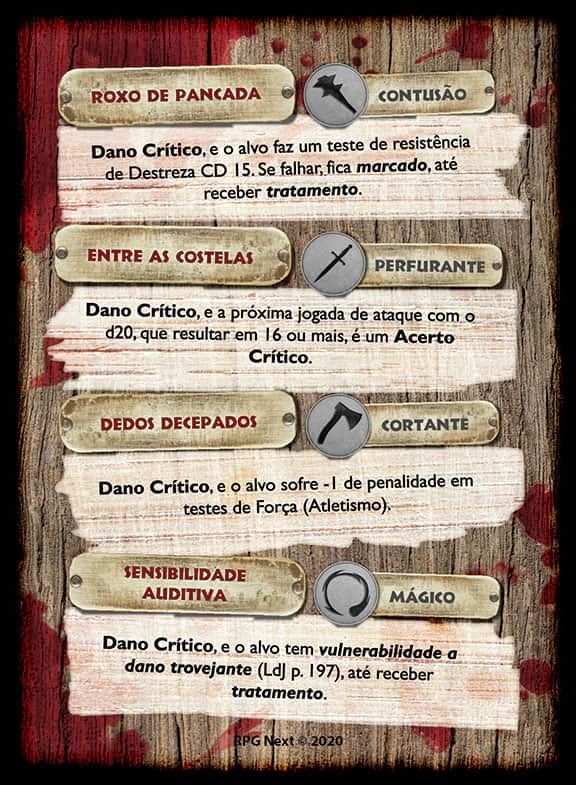 ROXO DE PANCADA
CONTUSÃO
Dano Crítico, e o alvo faz um teste de resistência
de Destreza CD 15. Se falhar, fica marcado, até
receber tratamento.
ENTRE AS COSTELAS
PERFURANTE
Dano Crítico, e a próxima jogada de ataque com o
d20, que resultar em 16 ou mais, é um Acerto
Crítico.
DEDOS DECEPADOS
CORTANTE
Dano Crítico, e o alvo sofre -1 de penalidade em
testes de Força (Atletismo).
SENSIBILIDADE
AUDITIVA
MÁGICO
Dano Crítico, e o alvo tem vulnerabilidade a
dano trovejante (LdJ p. 197), até receber
tratamento.
RPG Next © 2020